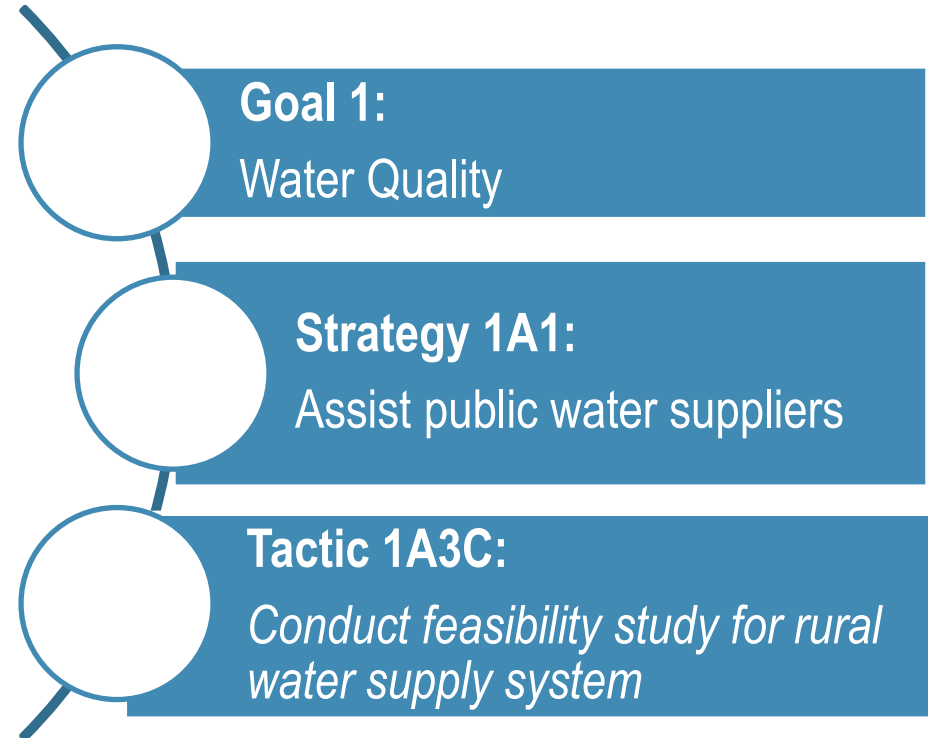 Goal 1:
Water Quality
Strategy 1A1:
Assist public water suppliers
Tactic 1A3C:
Conduct feasibility study for rural
water supply system